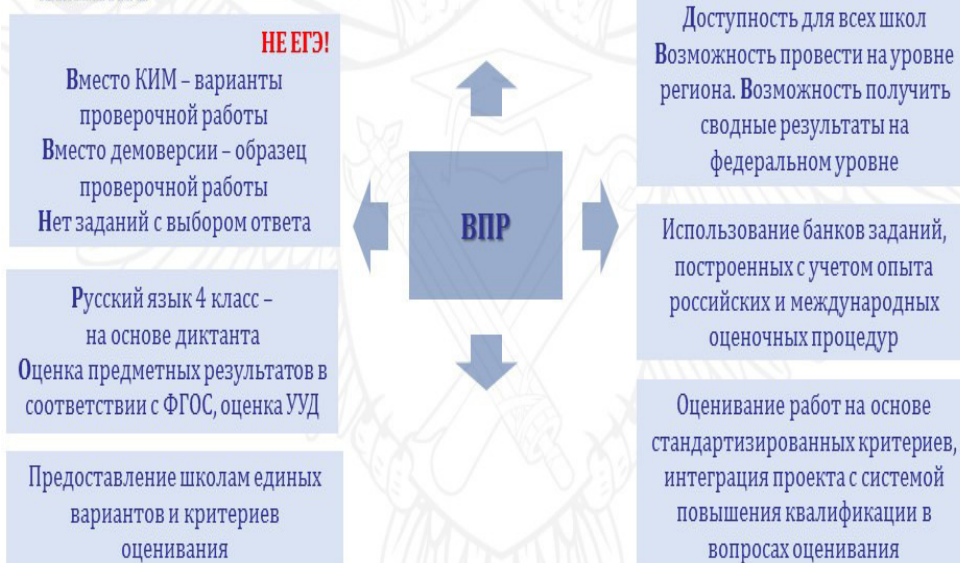 НЕ ЕГЭ!
Вместо КИМ – варианты
проверочной работы
Вместо демоверсии – образец
проверочной работы
Нет заданий с выбором ответа
Русский язык 4 класс –
на основе диктанта
Оценка предметных результатов в
соответствии с ФГОС, оценка УУД
Предоставление школам единых
вариантов и критериев
оценивания
ВПР
Доступность для всех школ
Возможность провести на уровне
региона. Возможность получить
сводные результаты на
федеральном уровне
Использование банков заданий,
построенных с учетом опыта
российских и международных
оценочных процедур
Оценивание работ на основе
стандартизированных критериев,
интеграция проекта с системой
повышения квалификации в
вопросах оценивания